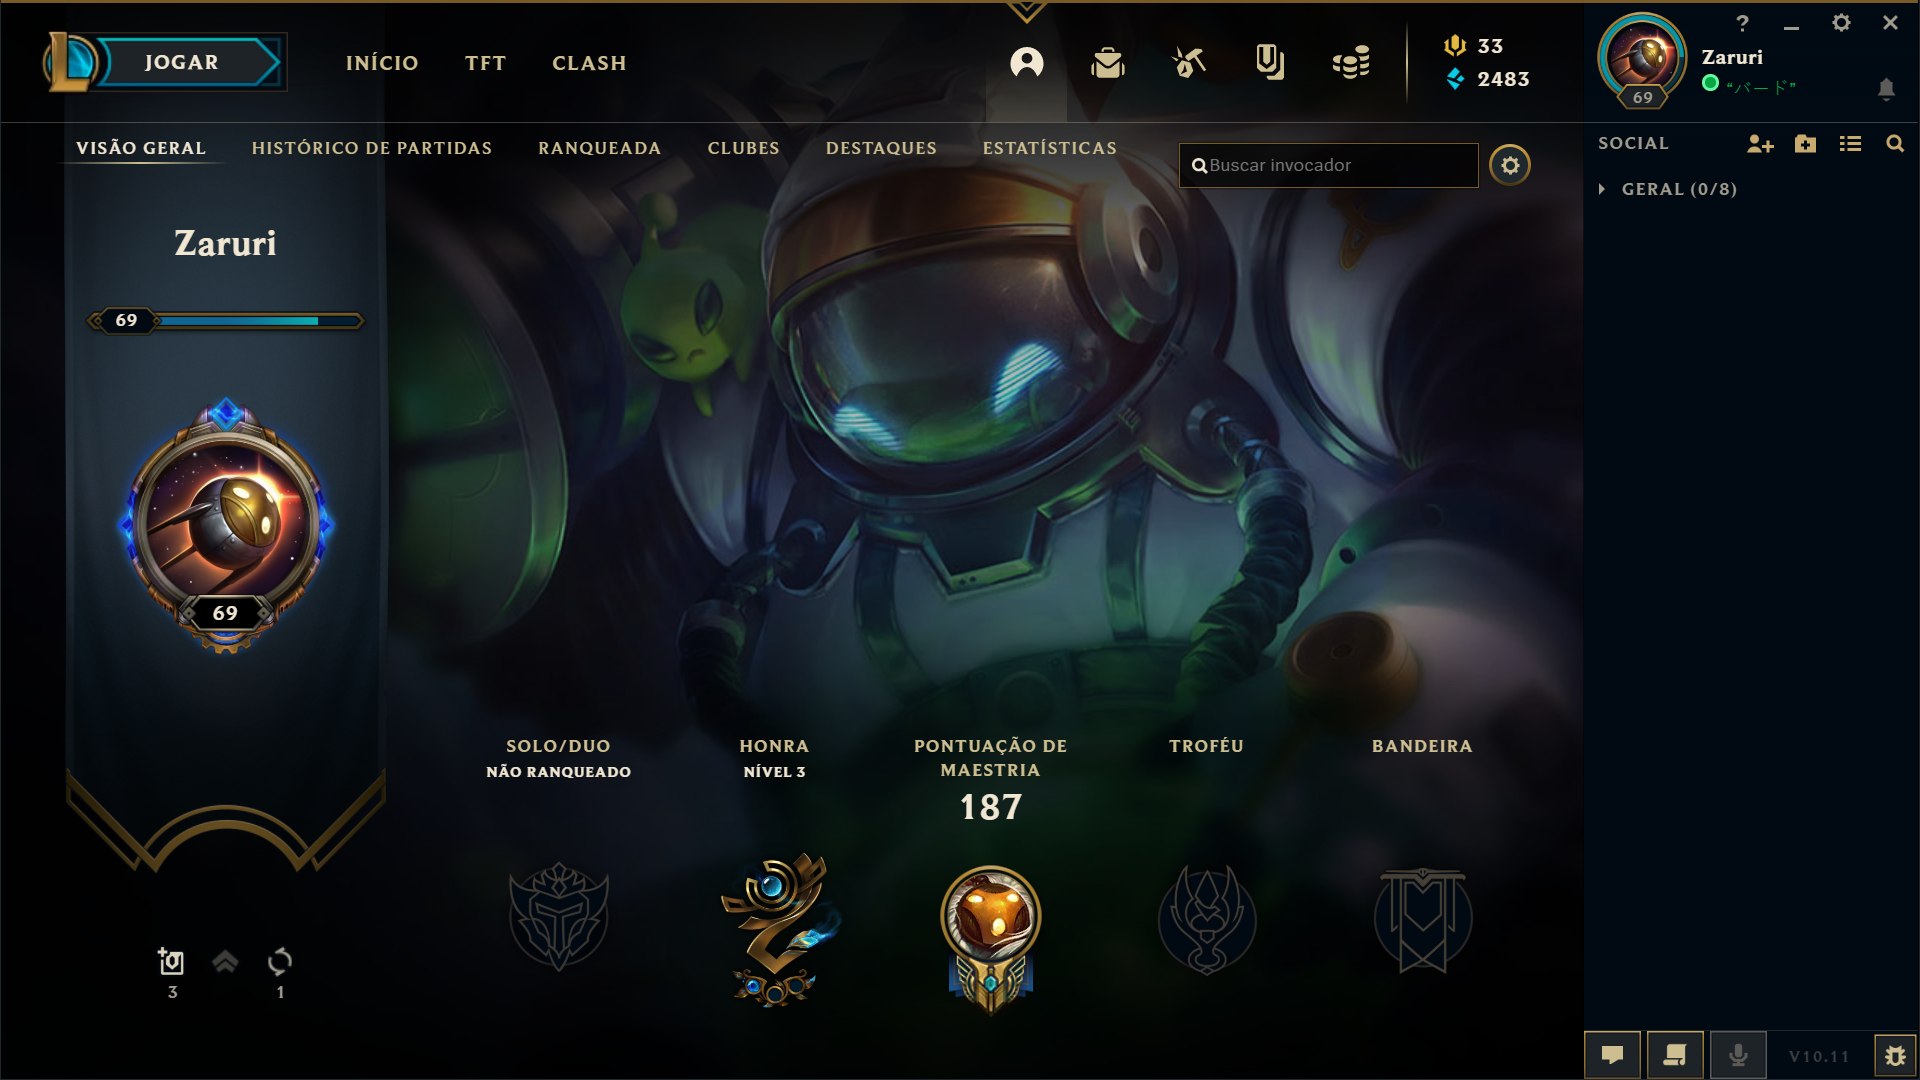 JOGAR
INÍCIO
TFT
CLASH
33
2483
?
Zaruri
69
“バード”
VISÃO GERAL
HISTÓRICO DE PARTIDAS
RANQUEADA
CLUBES
DESTAQUES
ESTATÍSTICAS
Buscar invocador
SOCIAL
GERAL (0/8)
Zaruri
69
69
SOLO/DUO
NÃO RANQUEADO
HONRA
NÍVEL 3
PONTUAÇÃO DE
MAESTRIA
187
TROFÉU
BANDEIRA
3
1
V10.11